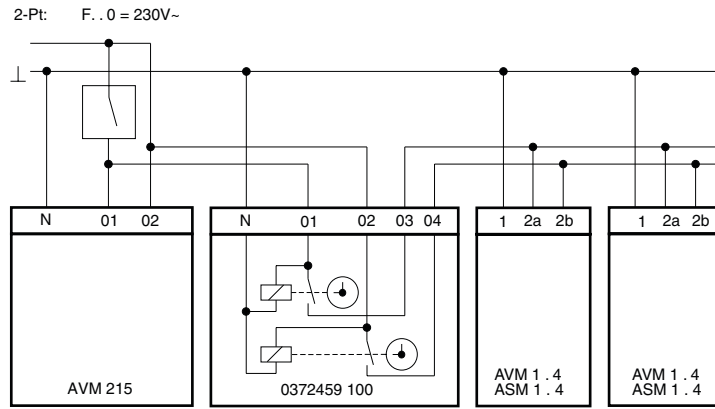 2-Pt: F. . 0 = 230V~
⊥
N 01 02
N 01 02 03 04
1 2a 2b
1 2a 2b
AVM 215
0372459 100
AVM 1 . 4
ASM 1 . 4
AVM 1 . 4
ASM 1 . 4